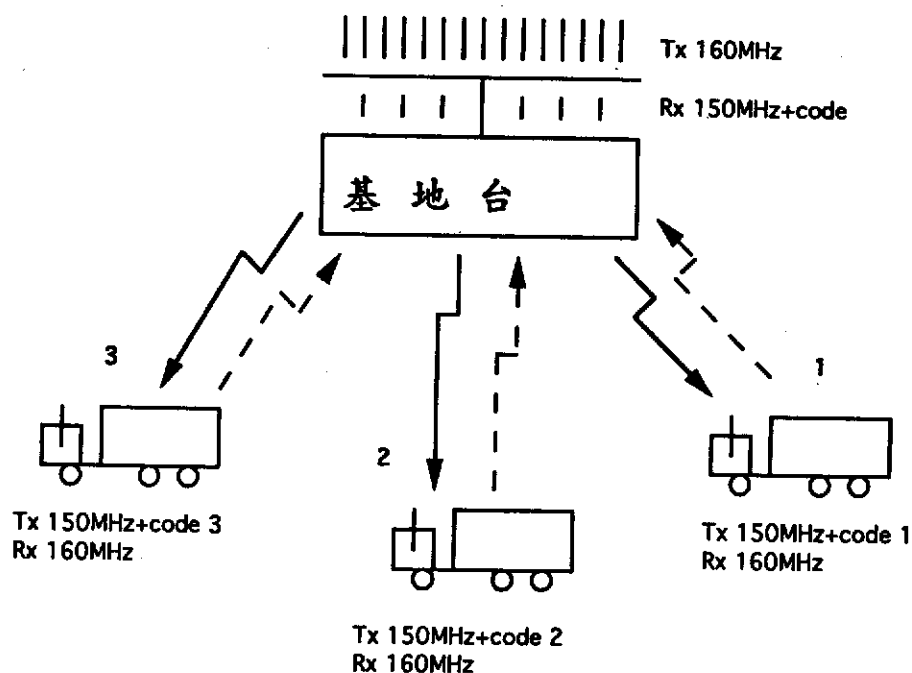 Tx 160MHz
Rx 150MHz+code
基地台
3
1
2
Tx 150MHz+code 3
Rx 160MHz
Tx 150MHz+code 1
Rx 160MHz
Tx 150MHz+code 2
Rx 160MHz